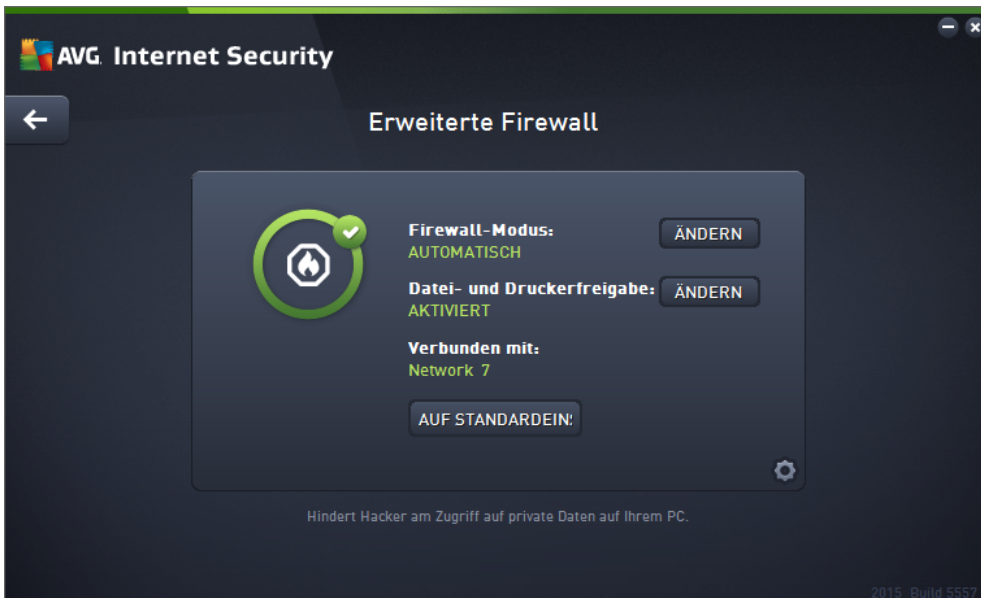 AVG Internet Security
Erweiterte Firewall
Firewall-Modus:
ÄNDERN
AUTOMATISCH
Datei- und Druckerfreigabe:
ÄNDERN
AKTIVIERT
Verbunden mit:
Network 7
AUF STANDARDEIN
Hindert Hacker am Zugriff auf private Daten auf Ihrem PC.
2015 Build 5557